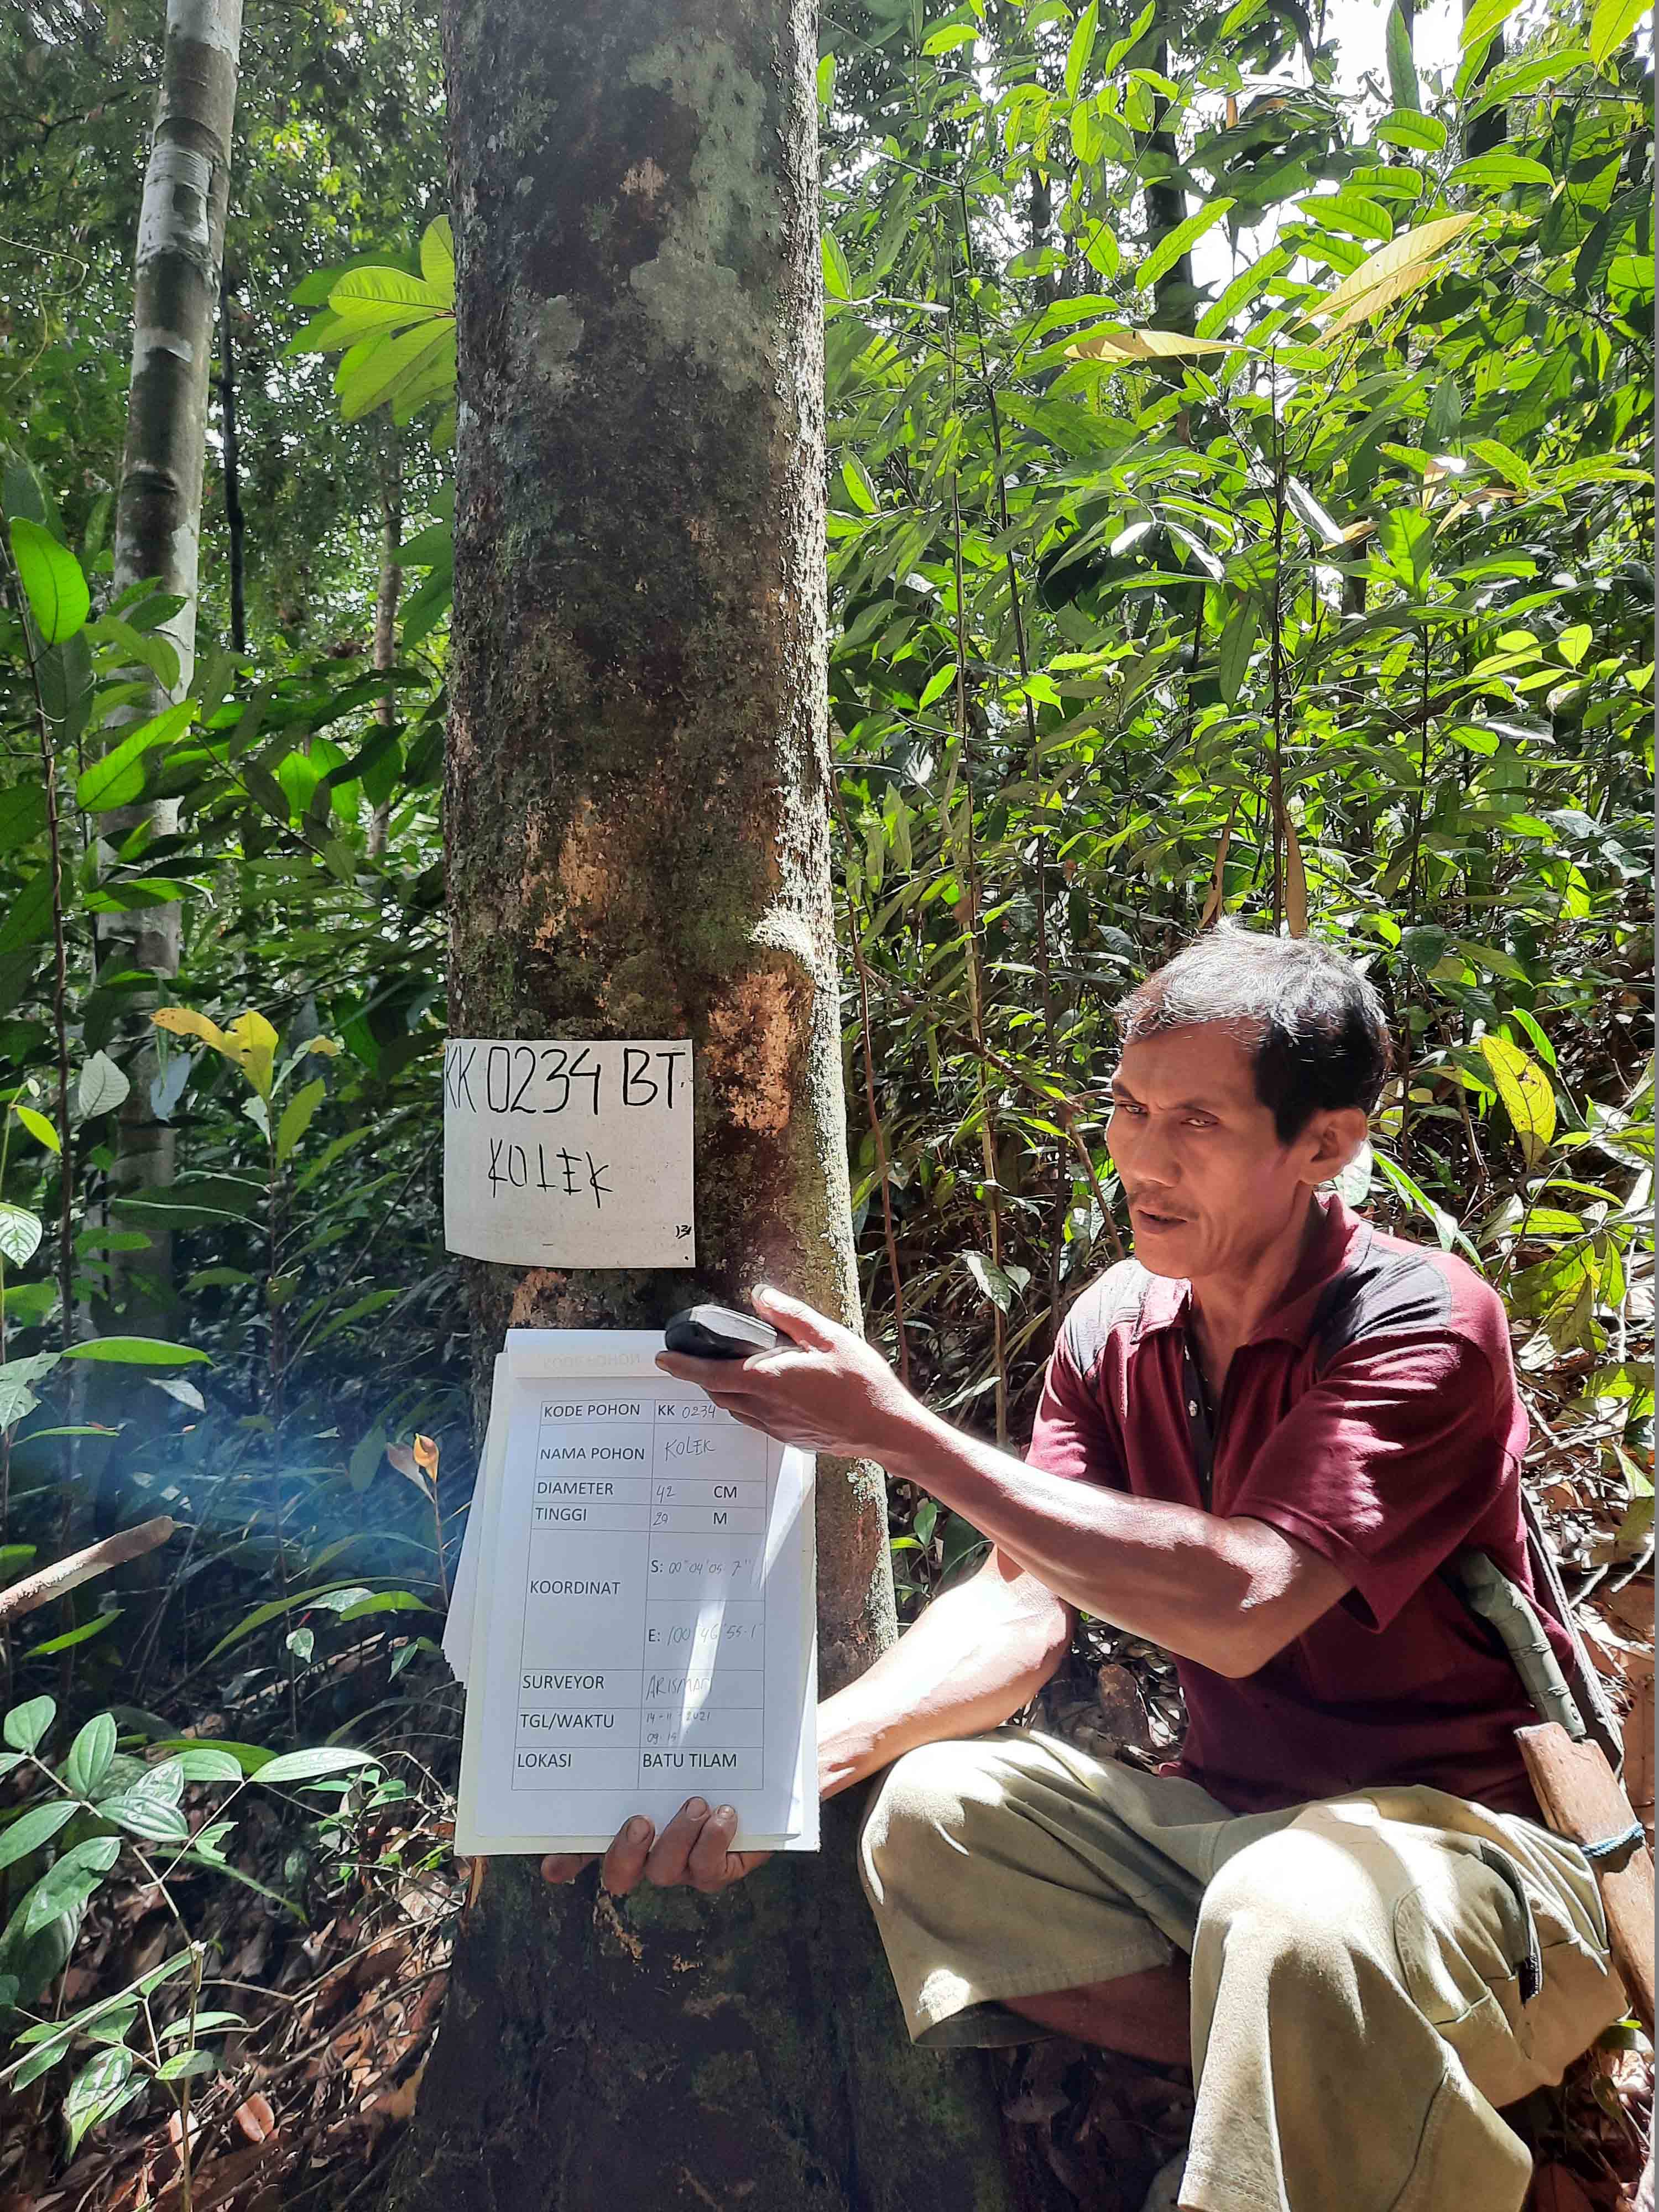 KK 0234 BT.
KOLEK
KODE POHON KK 0234
NAMA POHON KOLEK
DIAMETER 42 CM
TINGGI 29 M
KOORDINAT
S: 00° 04' 05 7"
E: 100 46 55.1
SURVEYOR
TGL/WAKTU 14-11-2021
09.15
LOKASI BATU TILAM